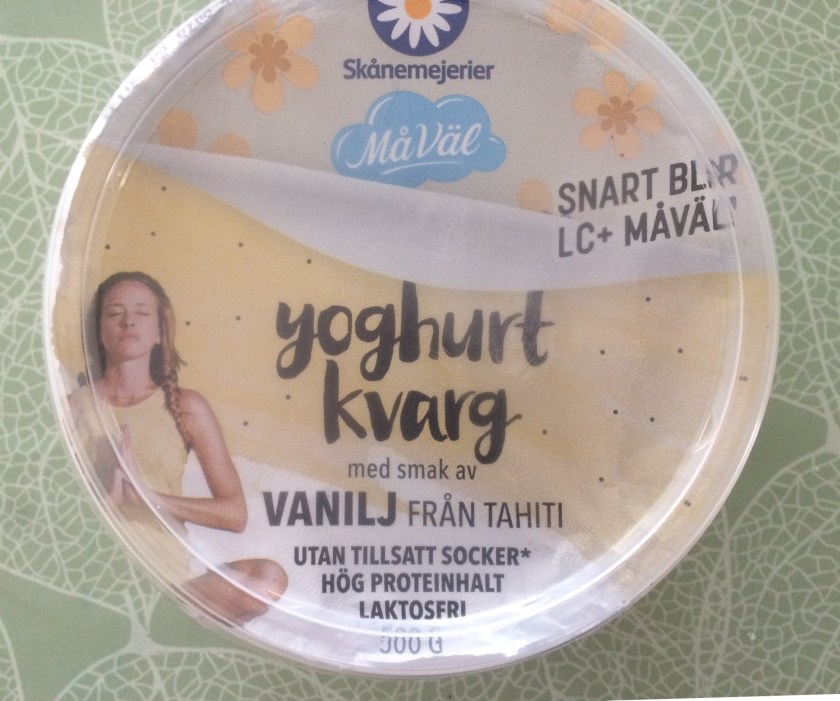 Skånemejerier
MåVäl
SNART BLIR
LC+ MÅVÄL!
yoghurt
kvarg
med smak av
VANILJ FRÅN TAHITI
UTAN TILLSATT SOCKER*
HÖG PROTEINHALT
LAKTOSFRI
500 G